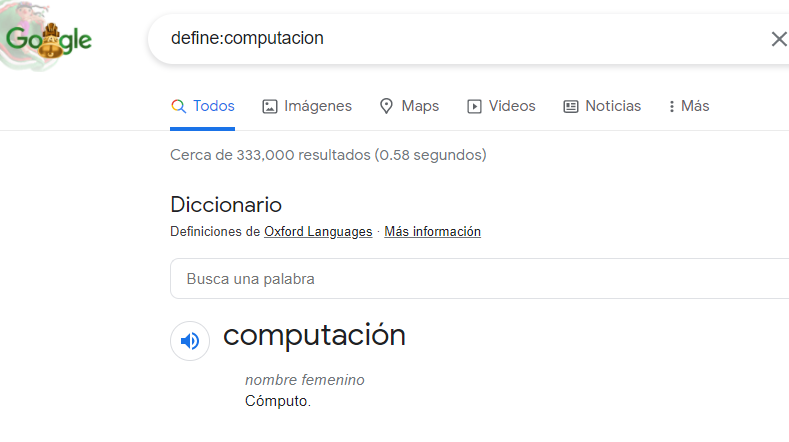 Google
define:computacion
Todos Imágenes Maps Videos Noticias Más
Cerca de 333,000 resultados (0.58 segundos)
Diccionario
Definiciones de Oxford Languages · Más información
Busca una palabra
computación
nombre femenino
Cómputo.